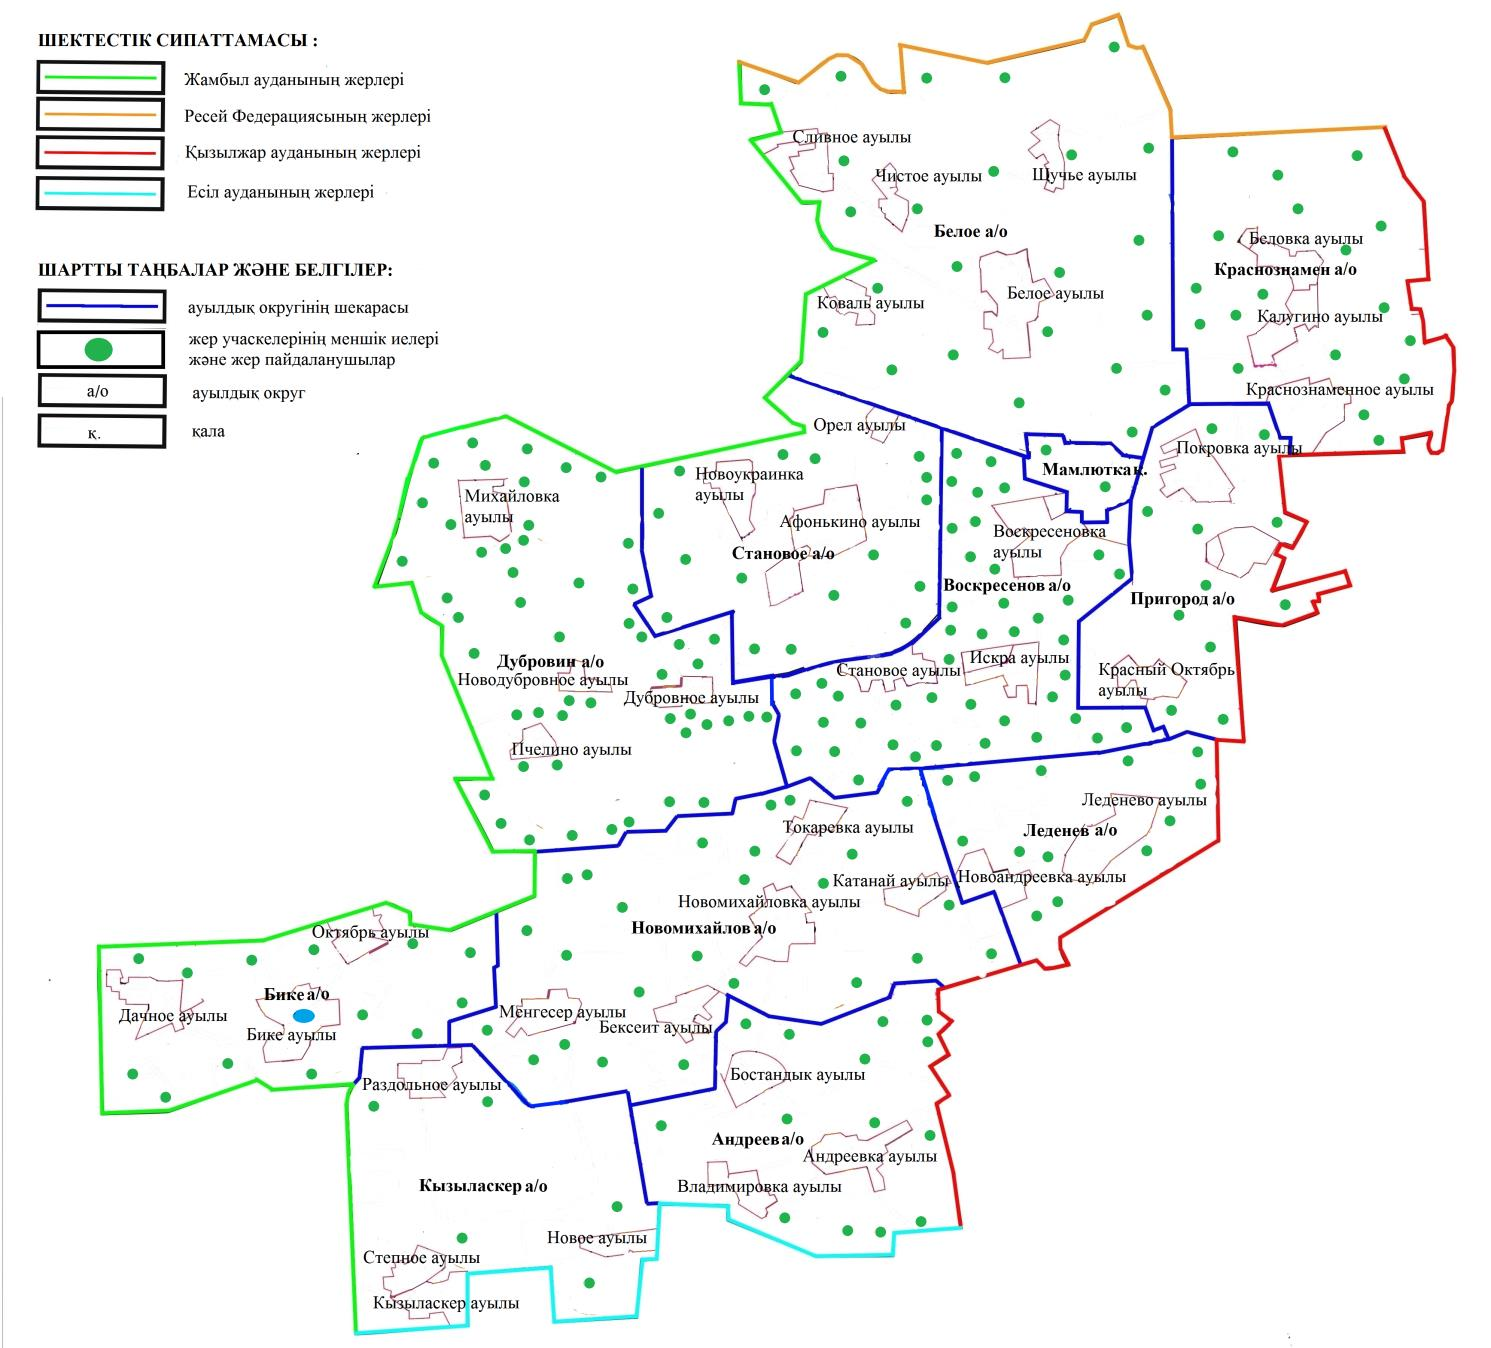 ШЕКТЕСТІК СИПАТТАМАСЫ :
Жамбыл ауданының жерлері
Ресей Федерациясының жерлері
Қызылжар ауданының жерлері
Есіл ауданының жерлері
ШАРТТЫ ТАҢБАЛАР ЖӘНЕ БЕЛГІЛЕР:
ауылдық округінің шекарасы
жер учаскелерінің меншік иелері
және жер пайдаланушылар
а/о
ауылдық округ
қ.
қала
Сливное ауылы
Чистое ауылы
Щучье ауылы
Белое а/о
Белое ауылы
Коваль ауылы
Беловка ауылы
Краснознамен а/о
Калугино ауылы
Краснознаменное ауылы
Орел ауылы
Покровка ауылы
Мамлютка қ.
Новоукраинка
ауылы
Михайловка
ауылы
Афонькино ауылы
Становое а/о
Воскресеновка
ауылы
Воскресенов а/о
Пригород а/о
Дубровин а/о
Новодубровное ауылы
Дубровное ауылы
Становое ауылы
Искра ауылы
Красный Октябрь
ауылы
Пчелино ауылы
Токаревка ауылы
Леденево ауылы
Леденев а/о
Катанай ауылы
Новоандреевка ауылы
Новомихайловка ауылы
Новомихайлов а/о
Октябрь ауылы
Бике а/о
Дачное ауылы
Бике ауылы
Менгесер ауылы
Бексеит ауылы
Раздольное ауылы
Бостандык ауылы
Андреев а/о
Андреевка ауылы
Владимировка ауылы
Кызыласкер а/о
Новое ауылы
Степное ауылы
Кызыласкер ауылы